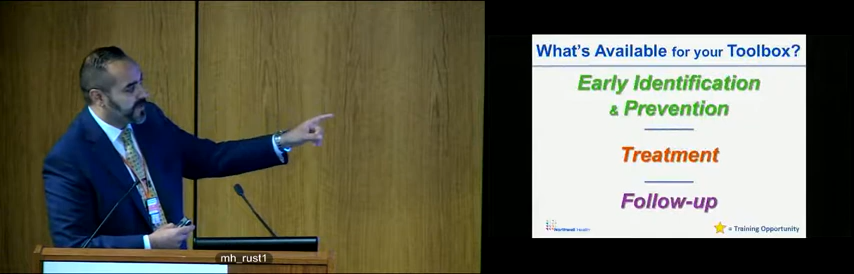 What's Available for your Toolbox?
Early Identification
& Prevention
Treatment
Follow-up
Northwell Health
= Training Opportunity
mh_rust1